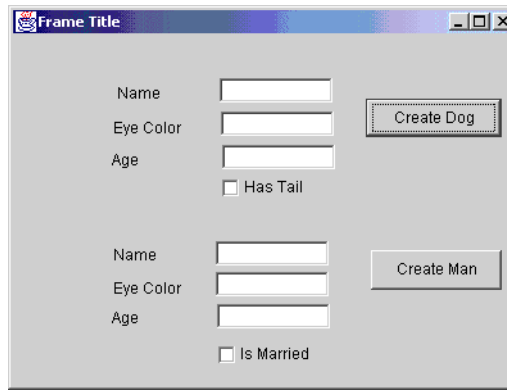 Frame Title
Name
Create Dog
Eye Color
Age
Has Tail
Name
Create Man
Eye Color
Age
Is Married